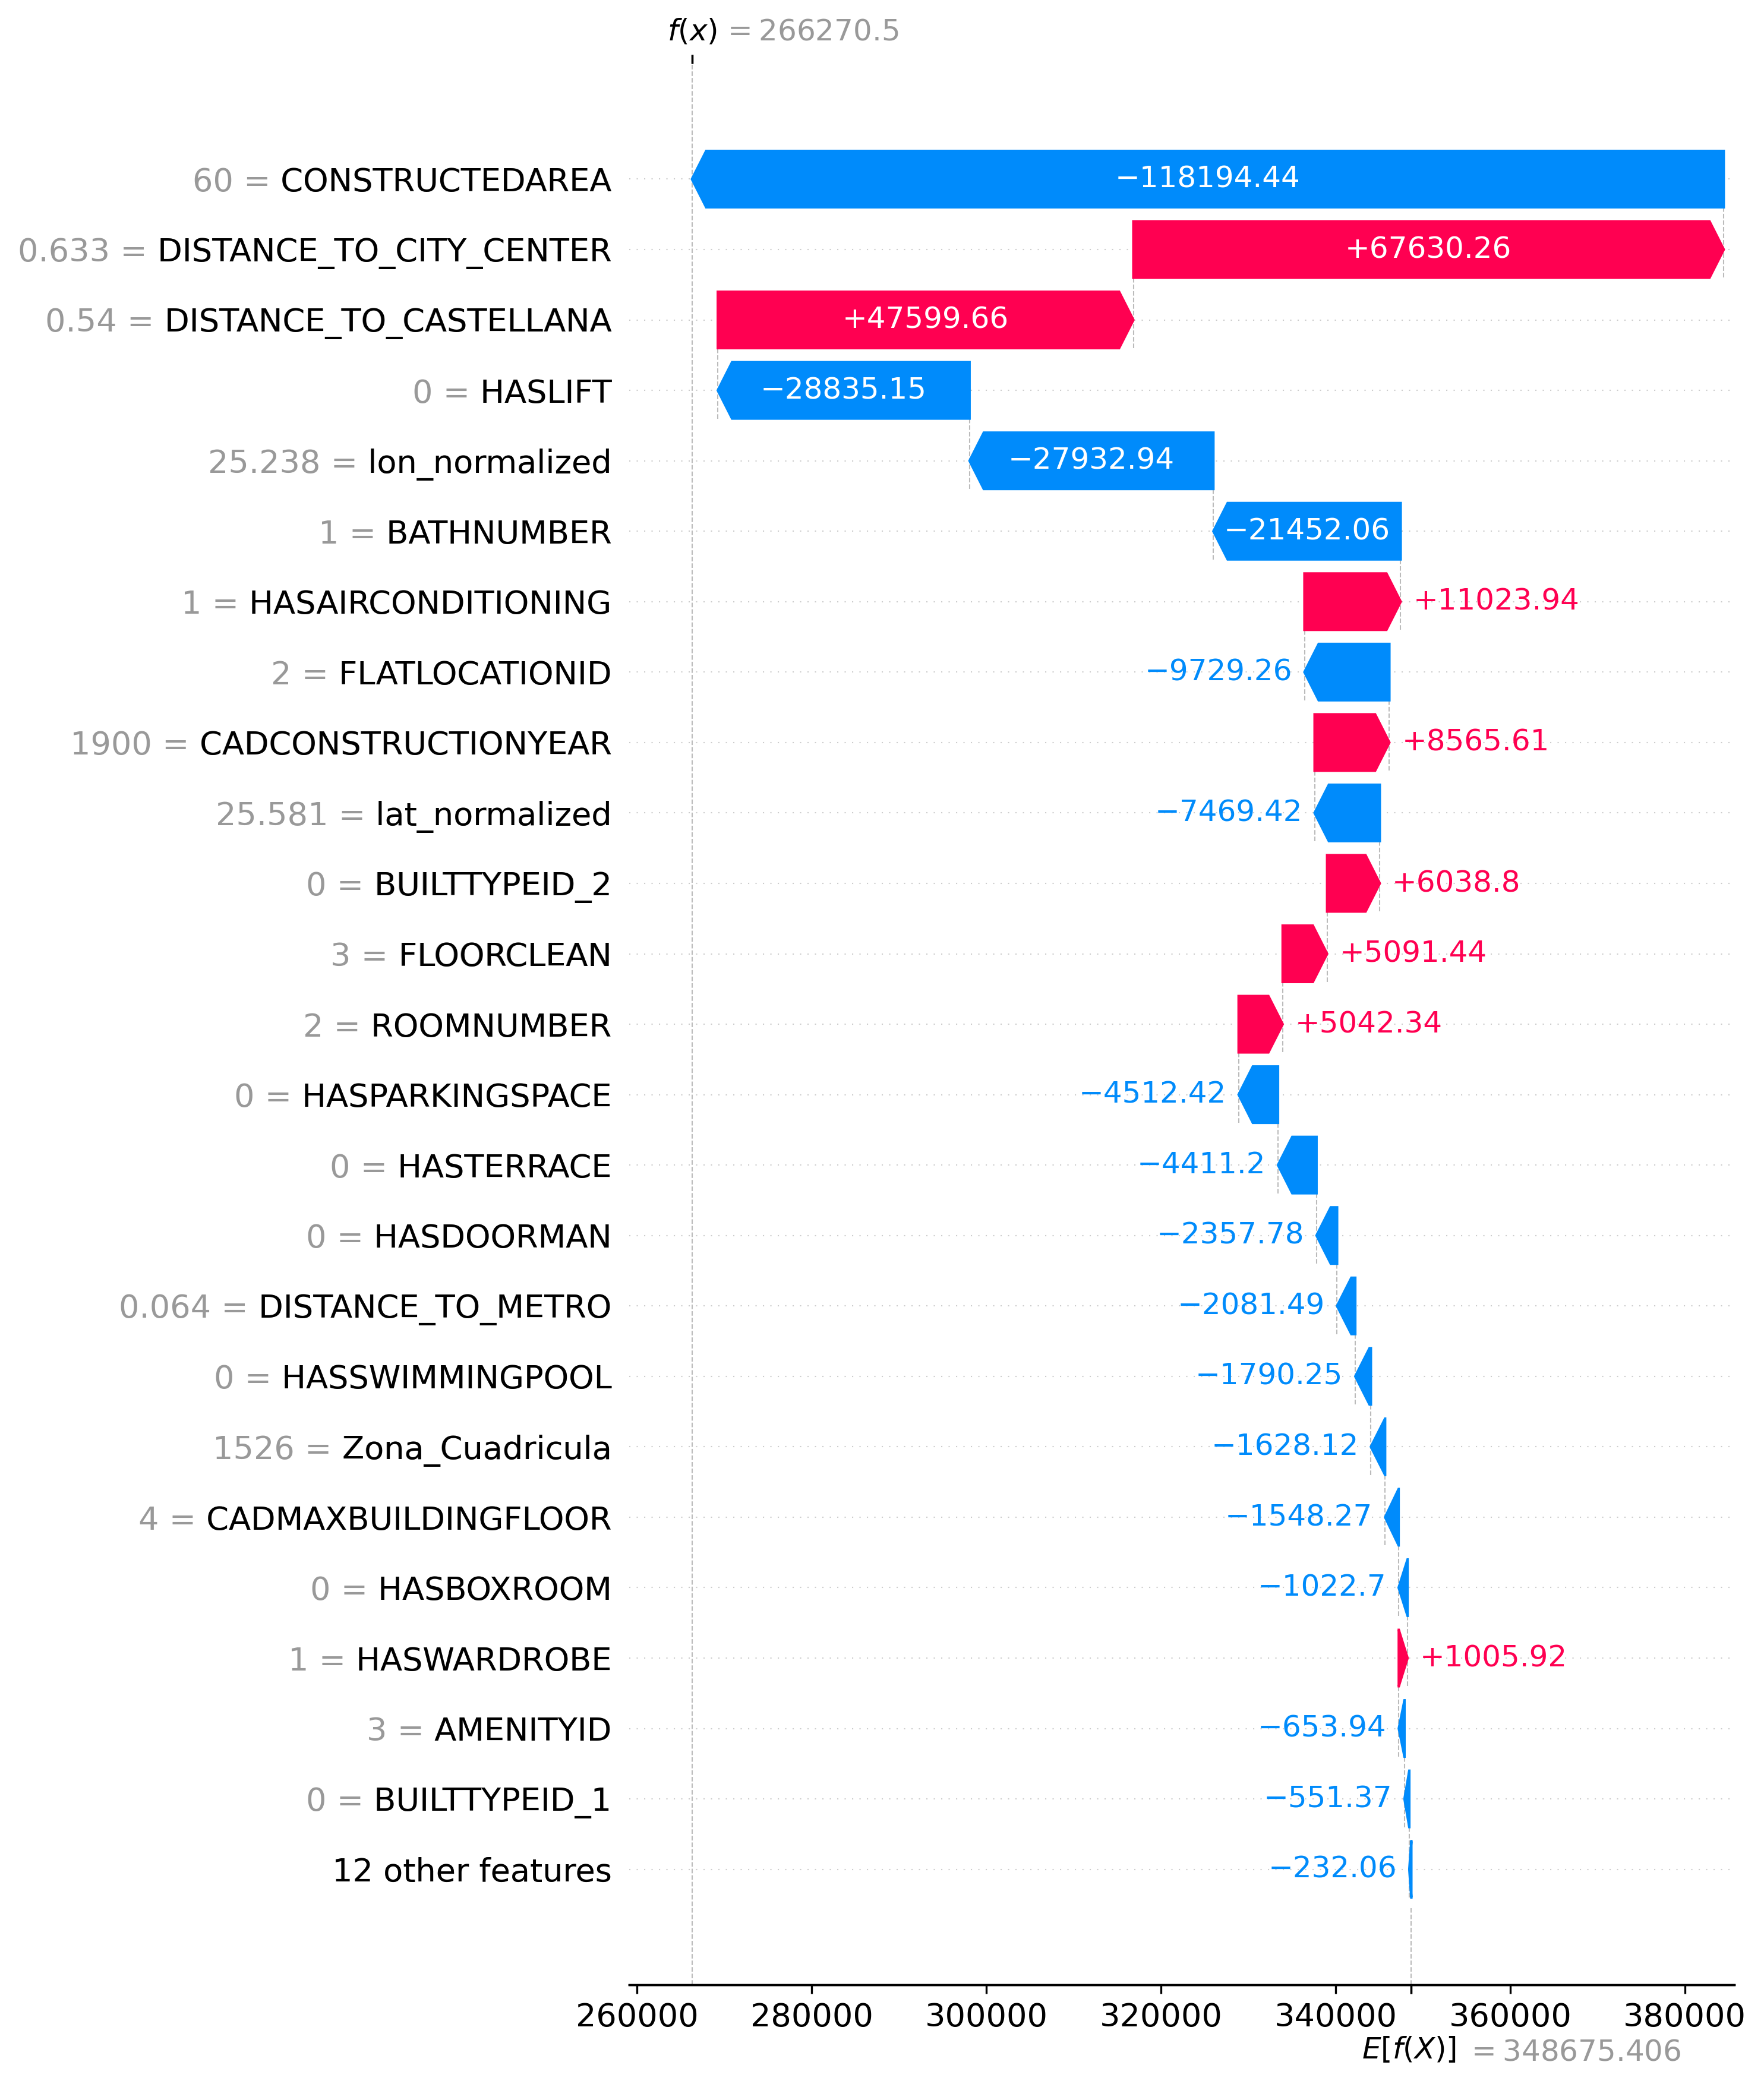 f(x) = 266270.5
60 = CONSTRUCTEDAREA −118194.44
0.633 = DISTANCE_TO_CITY_CENTER +67630.26
0.54 = DISTANCE_TO_CASTELLANA +47599.66
0 = HASLIFT −28835.15
25.238 = lon_normalized −27932.94
1 = BATHNUMBER −21452.06
1 = HASAIRCONDITIONING +11023.94
2 = FLATLOCATIONID −9729.26
1900 = CADCONSTRUCTIONYEAR +8565.61
25.581 = lat_normalized −7469.42
0 = BUILTTYPEID_2 +6038.8
3 = FLOORCLEAN +5091.44
2 = ROOMNUMBER +5042.34
0 = HASPARKINGSPACE −4512.42
0 = HASTERRACE −4411.2
0 = HASDOORMAN −2357.78
0.064 = DISTANCE_TO_METRO −2081.49
0 = HASSWIMMINGPOOL −1790.25
1526 = Zona_Cuadricula −1628.12
4 = CADMAXBUILDINGFLOOR −1548.27
0 = HASBOXROOM −1022.7
1 = HASWARDROBE +1005.92
3 = AMENITYID −653.94
0 = BUILTTYPEID_1 −551.37
12 other features −232.06
260000 280000 300000 320000 340000 360000 380000
E[f(X)] = 348675.406